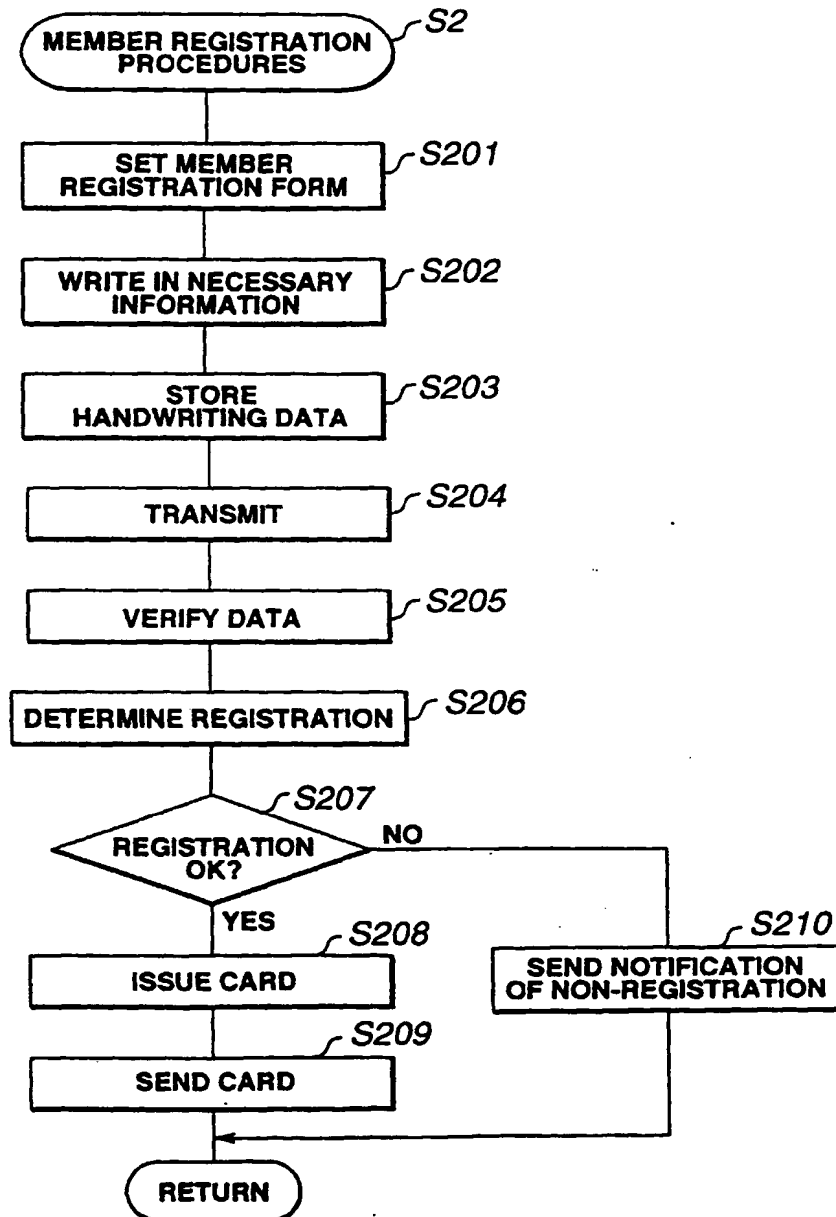 MEMBER REGISTRATION
PROCEDURES
S2
SET MEMBER
REGISTRATION FORM
S201
WRITE IN NECESSARY
INFORMATION
S202
STORE
HANDWRITING DATA
S203
TRANSMIT
S204
VERIFY DATA
S205
DETERMINE REGISTRATION
S206
S207
REGISTRATION
OK?
NO
YES
S208
ISSUE CARD
S210
SEND NOTIFICATION
OF NON-REGISTRATION
S209
SEND CARD
RETURN